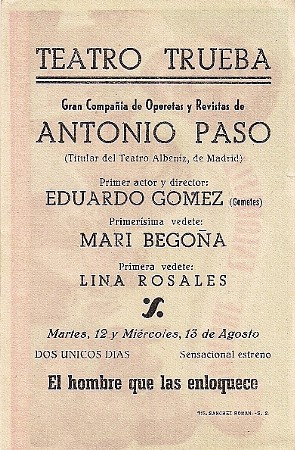 TEATRO TRUEBA
Gran Compañia de Operetas y Revistas de
ANTONIO PASO
(Titular del Teatro Albeniz, de Madrid)
Primer actor y director:
EDUARDO GOMEZ (Gometes)
Primerísima vedete:
MARI BEGOÑA
Primera vedete:
LINA ROSALES
Martes, 12 y Miércoles, 13 de Agosto
DOS UNICOS DIAS Sensacional estreno
El hombre que las enloquece